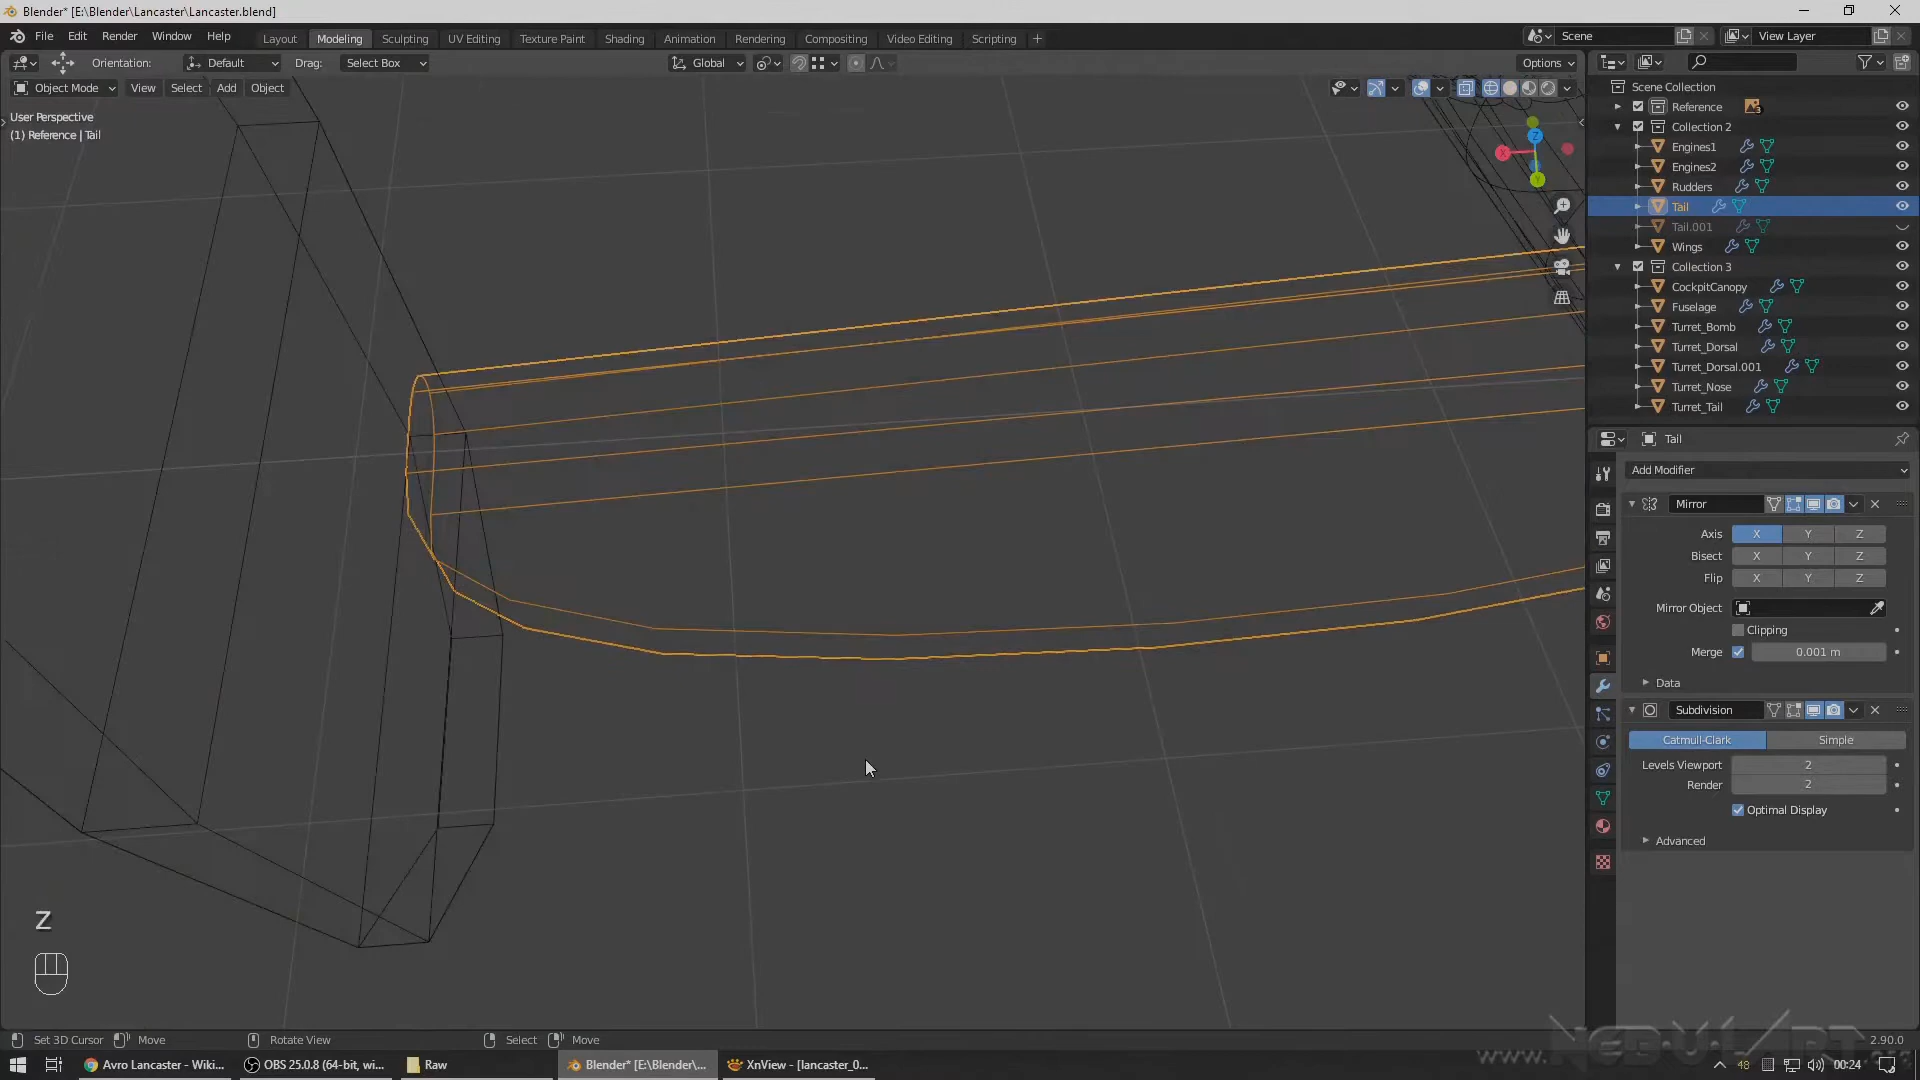 Blender* [E:\Blender\Lancaster\Lancaster.blend]
File Edit Render Window Help Layout Modeling Sculpting UV Editing Texture Paint Shading Animation Rendering Compositing Video Editing Scripting + Scene View Layer
Orientation: Default Drag: Select Box Global Options
Object Mode View Select Add Object
User Perspective
(1) Reference | Tail
Z
X
Y
Scene Collection
Reference 3
Collection 2
Engines1
Engines2
Rudders
Tail
Tail.001
Wings
Collection 3
CockpitCanopy
Fuselage
Turret_Bomb
Turret_Dorsal
Turret_Dorsal.001
Turret_Nose
Turret_Tail
Tail
Add Modifier
Mirror
Axis X Y Z
Bisect X Y Z
Flip X Y Z
Mirror Object
Clipping
Merge 0.001 m
Data
Subdivision
Catmull-Clark Simple
Levels Viewport 2
Render 2
Optimal Display
Advanced
Z
Set 3D Cursor Move Rotate View Select Move 2.90.0
Avro Lancaster - Wiki... OBS 25.0.8 (64-bit, wi... Raw Blender* [E:\Blender\... XnView - [lancaster_0... 48 00:24